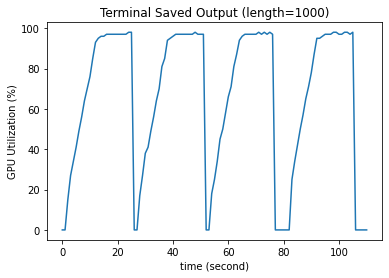 Terminal Saved Output (length=1000)
100
80
60
40
20
0
GPU Utilization (%)
0 20 40 60 80 100
time (second)